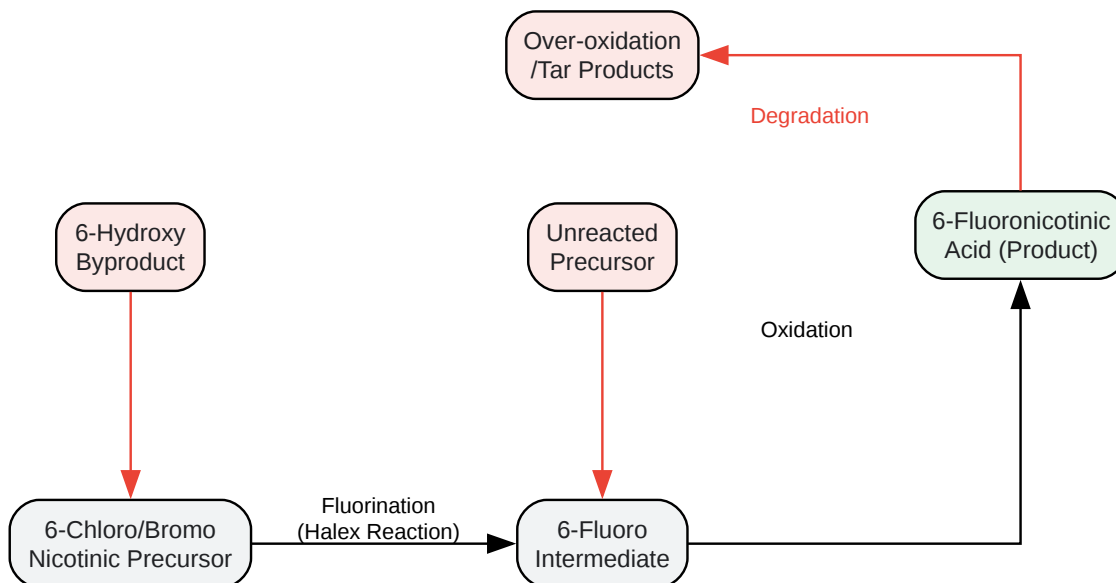 Over-oxidation
/Tar Products
Degradation
6-Hydroxy
Byproduct
Unreacted
Precursor
6-Fluoronicotinic
Acid (Product)
Oxidation
Fluorination
(Halex Reaction)
6-Chloro/Bromo
Nicotinic Precursor
6-Fluoro
Intermediate